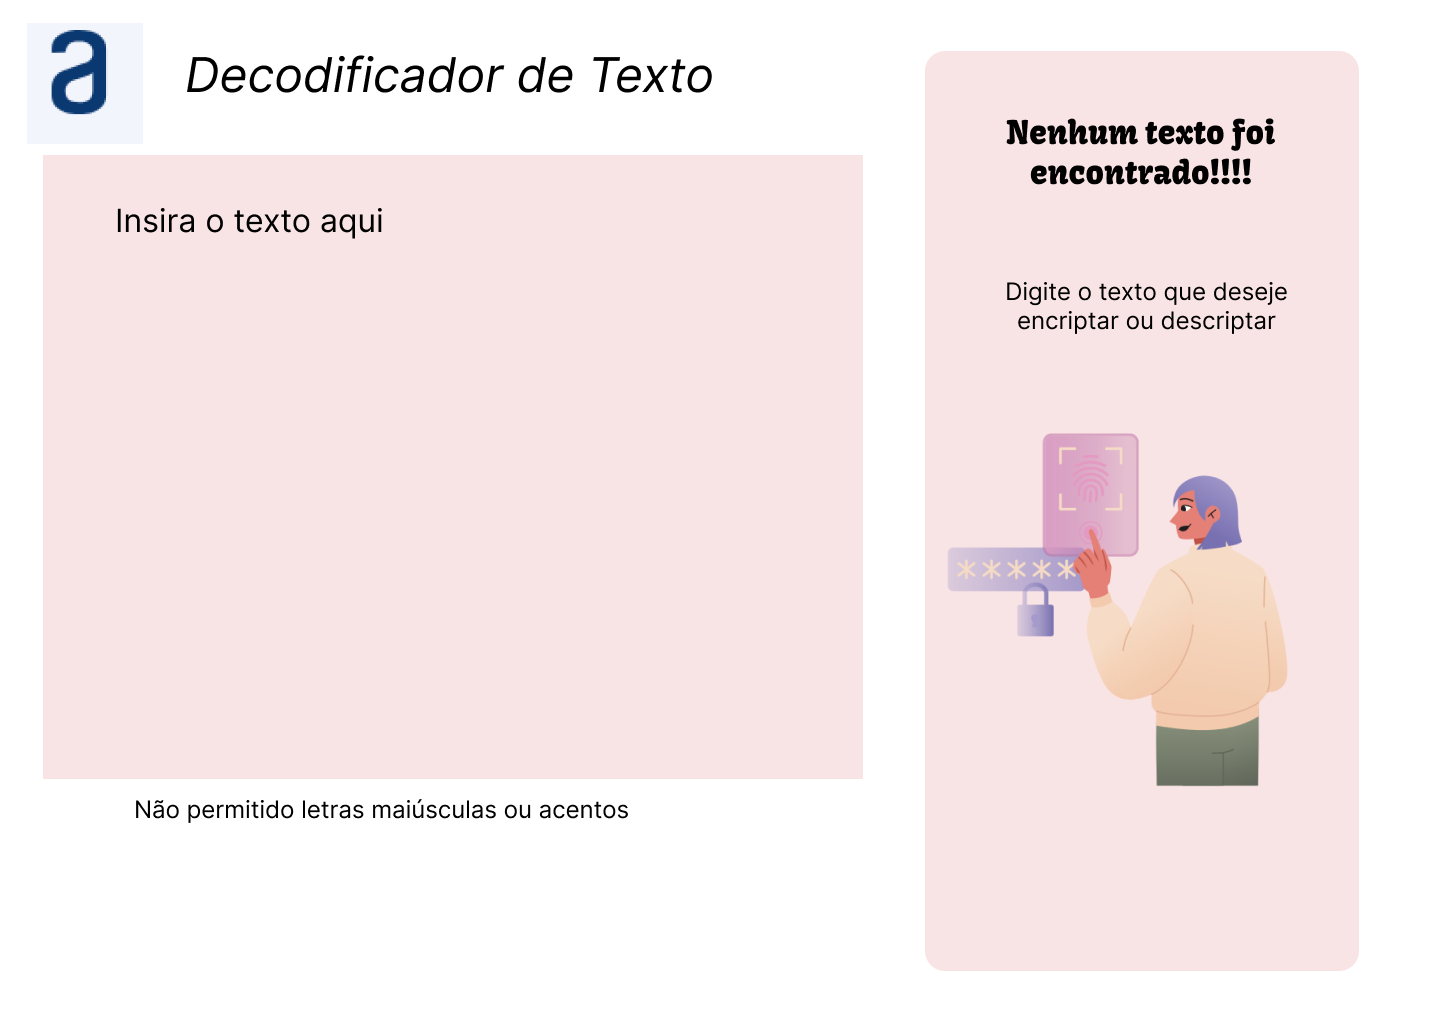 a
Decodificador de Texto
Insira o texto aqui
Não permitido letras maiúsculas ou acentos
Nenhum texto foi
encontrado!!!!
Digite o texto que deseje
encriptar ou descriptar
*****